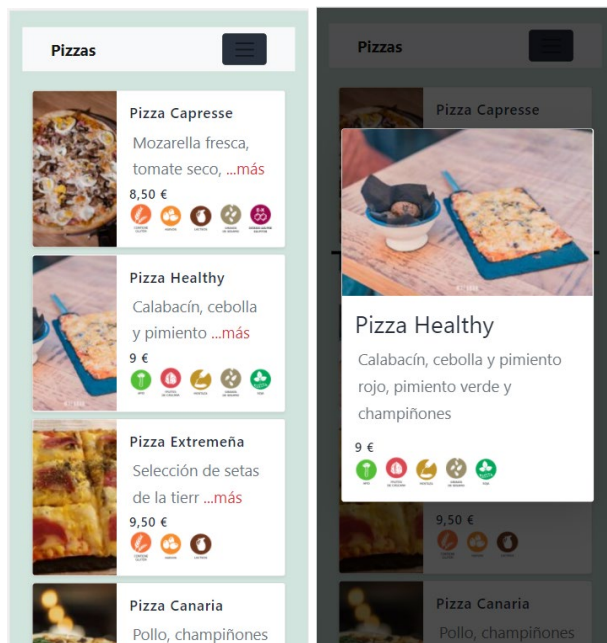 Pizzas
Pizza Capresse
Mozarella fresca,
tomate seco, ...más
8,50 €
Pizza Healthy
Calabacín, cebolla
y pimiento ...más
9 €
Pizza Extremeña
Selección de setas
de la tierr ...más
9,50 €
Pizza Canaria
Pollo, champiñones
Pizzas
Pizza Capresse
Pizza Healthy
Calabacín, cebolla y pimiento
rojo, pimiento verde y
champiñones
9 €
9,50 €
Pizza Canaria
Pollo, champiñones